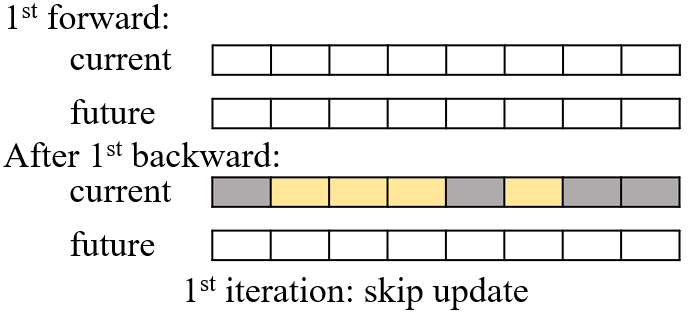 1st forward:
current
future
After 1st backward:
current
future
1st iteration: skip update